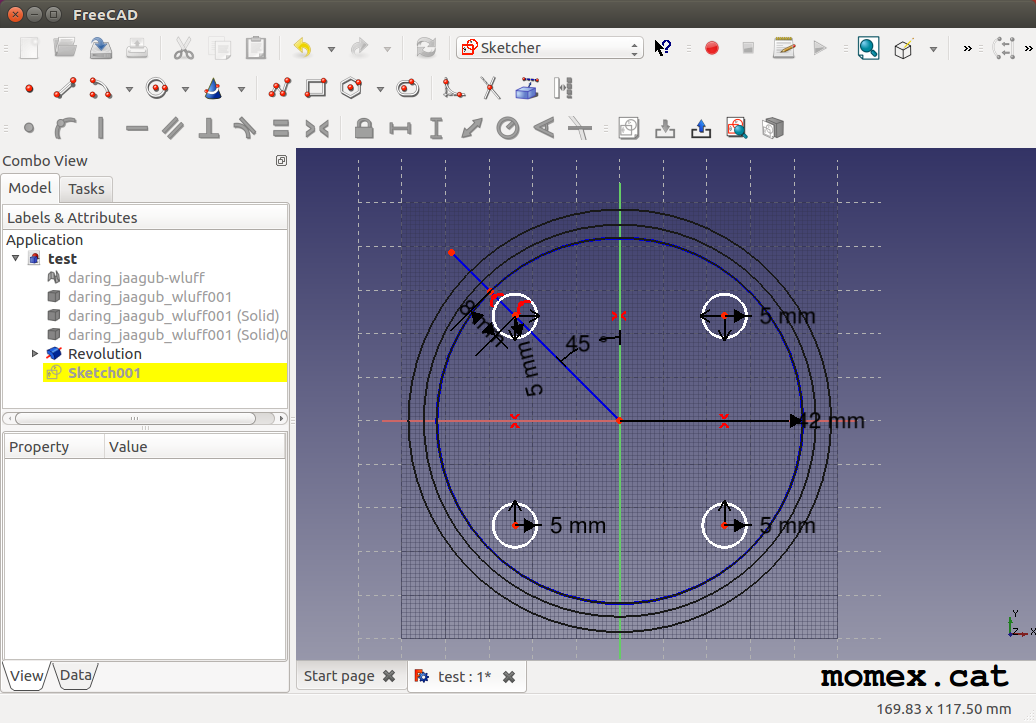 FreeCAD
Sketcher
Combo View
Model Tasks
Labels & Attributes
Application
test
daring_jaagub-wluff
daring_jaagub_wluff001
daring_jaagub_wluff001 (Solid)
daring_jaagub_wluff001 (Solid)0
Revolution
Sketch001
Property Value
View Data
8 mm
5 mm
45
5 mm
42 mm
5 mm
5 mm
Y
Z X
Start page
test : 1*
momex.cat
169.83 x 117.50 mm